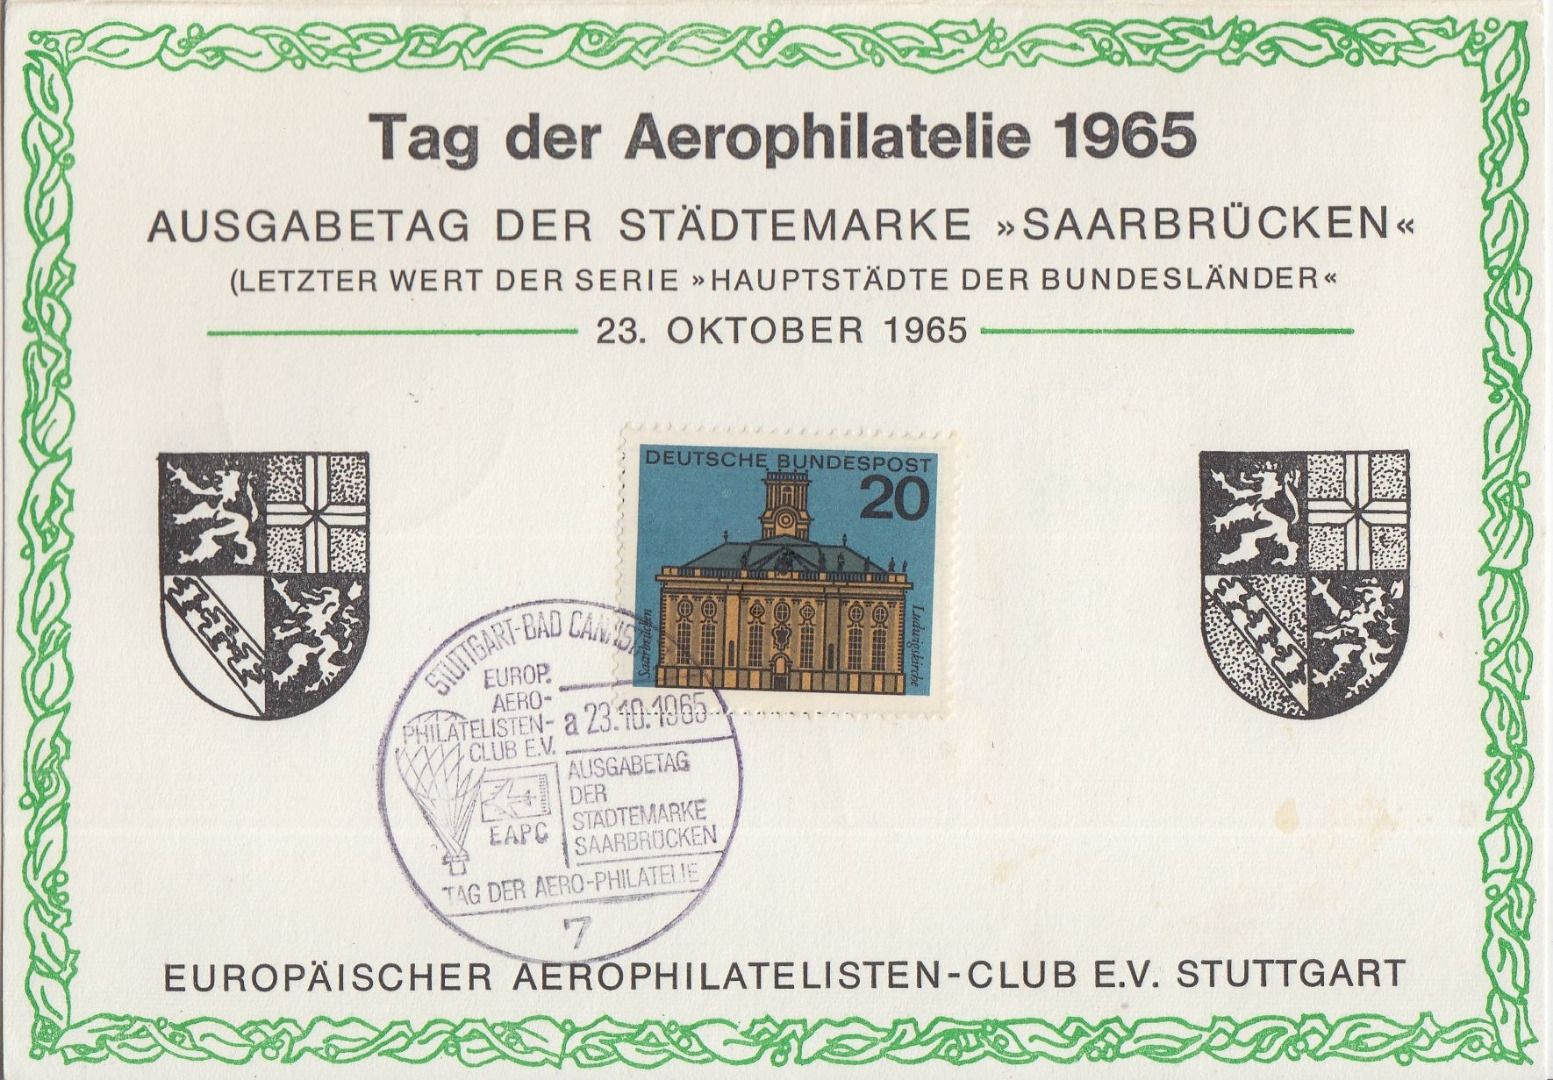 Tag der Aerophilatelie 1965
AUSGABETAG DER STÄDTEMARKE »SAARBRÜCKEN«
(LETZTER WERT DER SERIE »HAUPTSTÄDTE DER BUNDESLÄNDER«
23. OKTOBER 1965
DEUTSCHE BUNDESPOST
20
Saarbrücken
Ludwigskirche
STUTTGART-BAD
EUROP.
AERO-
PHILATELISTEN-
CLUB E.V.
a 23.10.1965
AUSGABETAG
DER
STÄDTEMARKE
SAARBRÜCKEN
EAPC
TAG DER AERO-PHILATELIE
7
EUROPÄISCHER AEROPHILATELISTEN-CLUB E.V. STUTTGART